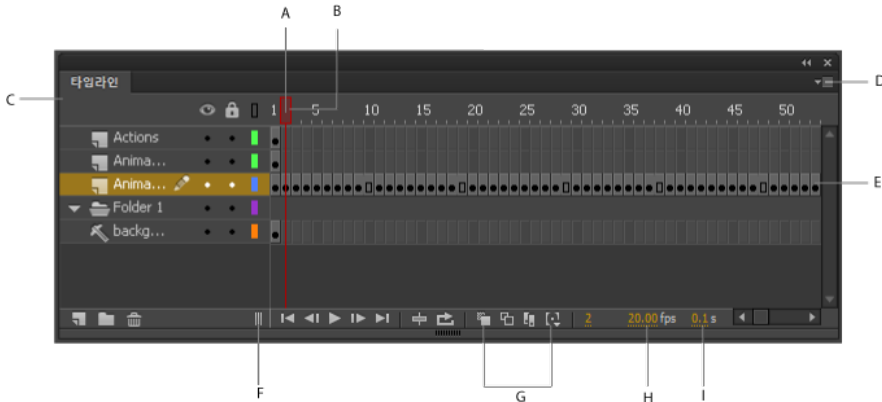 A
B
타임라인
C
D
1 5 10 15 20 25 30 35 40 45 50
Actions
Anima...
Anima...
E
Folder 1
backg...
2 20.00 fps 0.1 s
F
G
H
I